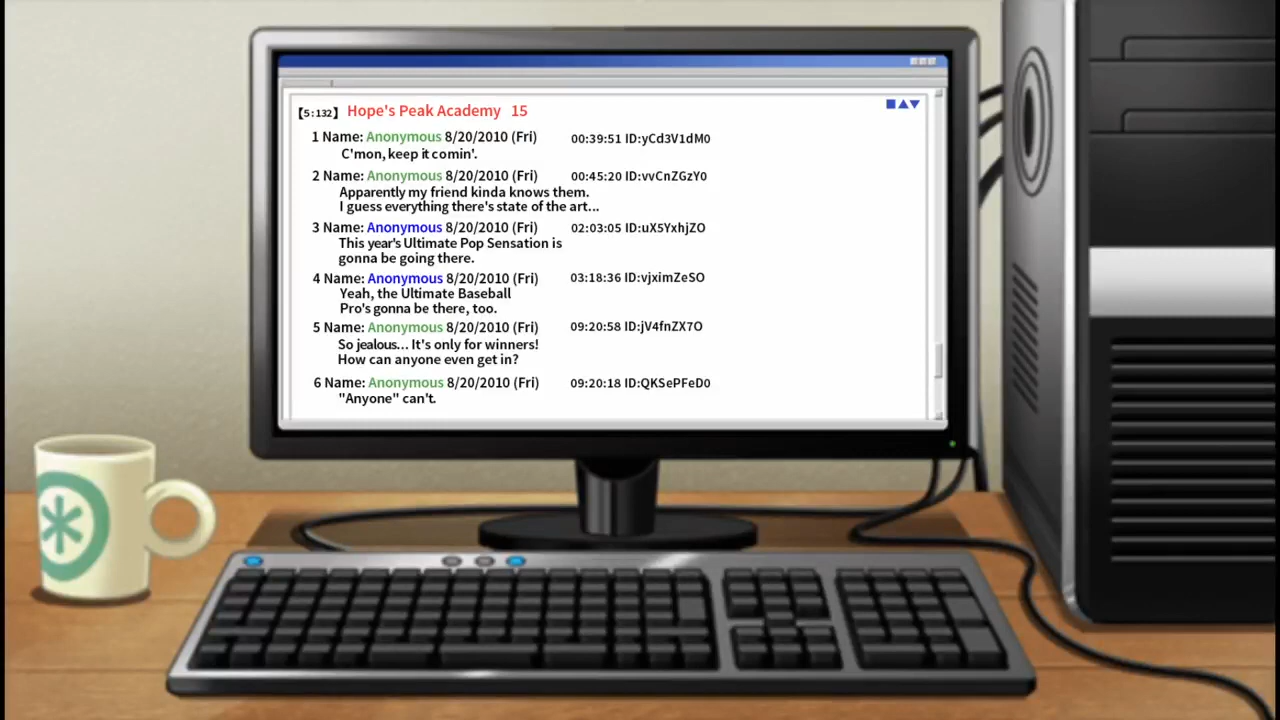 【5:132】 Hope's Peak Academy 15
1 Name: Anonymous 8/20/2010 (Fri) 00:39:51 ID:yCd3V1dM0
C'mon, keep it comin'.
2 Name: Anonymous 8/20/2010 (Fri) 00:45:20 ID:vvCnZGzY0
Apparently my friend kinda knows them.
I guess everything there's state of the art...
3 Name: Anonymous 8/20/2010 (Fri) 02:03:05 ID:uX5YxhjZO
This year's Ultimate Pop Sensation is
gonna be going there.
4 Name: Anonymous 8/20/2010 (Fri) 03:18:36 ID:vjximZeSO
Yeah, the Ultimate Baseball
Pro's gonna be there, too.
5 Name: Anonymous 8/20/2010 (Fri) 09:20:58 ID:jV4fnZX7O
So jealous... It's only for winners!
How can anyone even get in?
6 Name: Anonymous 8/20/2010 (Fri) 09:20:18 ID:QKSePFeD0
"Anyone" can't.